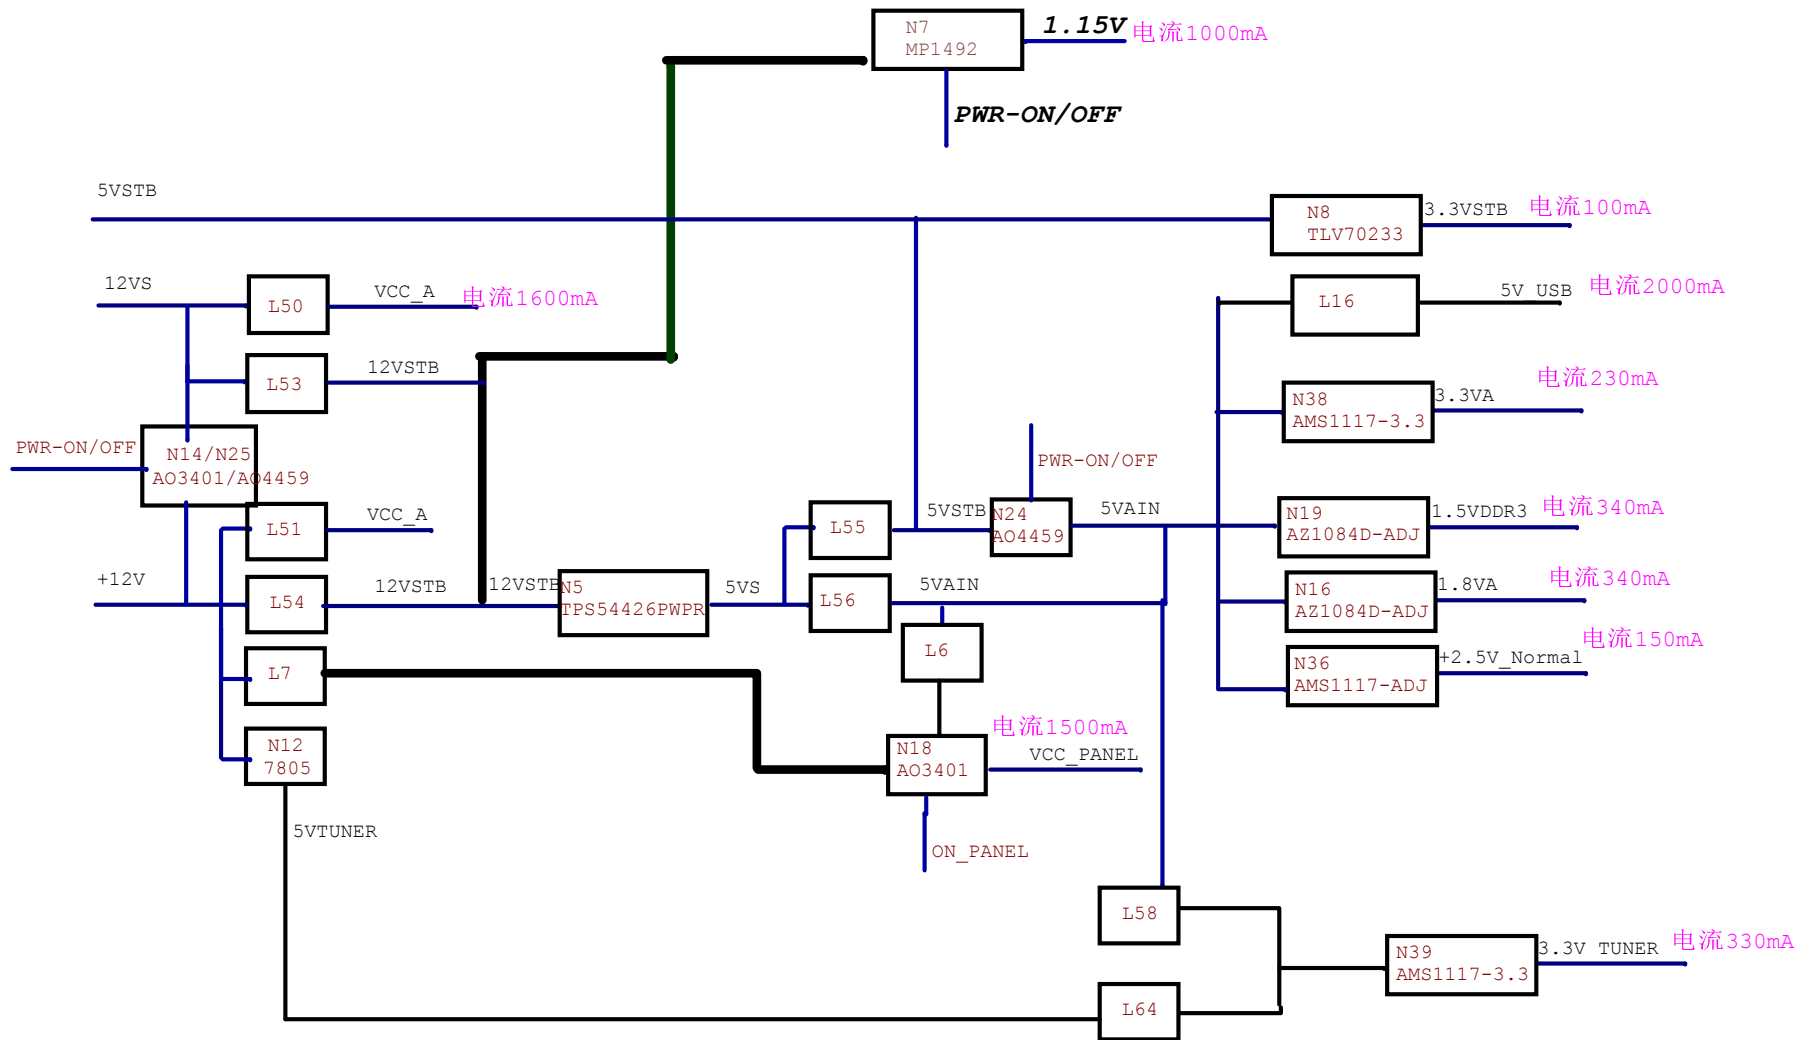 N7
MP1492
1.15V
电流1000mA
PWR-ON/OFF
5VSTB
N8
TLV70233
3.3VSTB
电流100mA
12VS
L50
VCC_A
电流1600mA
L16
5V_USB
电流2000mA
L53
12VSTB
N38
AMS1117-3.3
3.3VA
电流230mA
PWR-ON/OFF
N14/N25
AO3401/AO4459
PWR-ON/OFF
L51
VCC_A
L55
5VSTB
N24
AO4459
5VAIN
N19
AZ1084D-ADJ
1.5VDDR3
电流340mA
+12V
L54
12VSTB
12VSTB
N5
TPS54426PWPR
5VS
L56
5VAIN
N16
AZ1084D-ADJ
1.8VA
电流340mA
L7
L6
N36
AMS1117-ADJ
+2.5V_Normal
电流150mA
N12
7805
N18
AO3401
电流1500mA
VCC_PANEL
5VTUNER
ON_PANEL
L58
N39
AMS1117-3.3
3.3V TUNER
电流330mA
L64